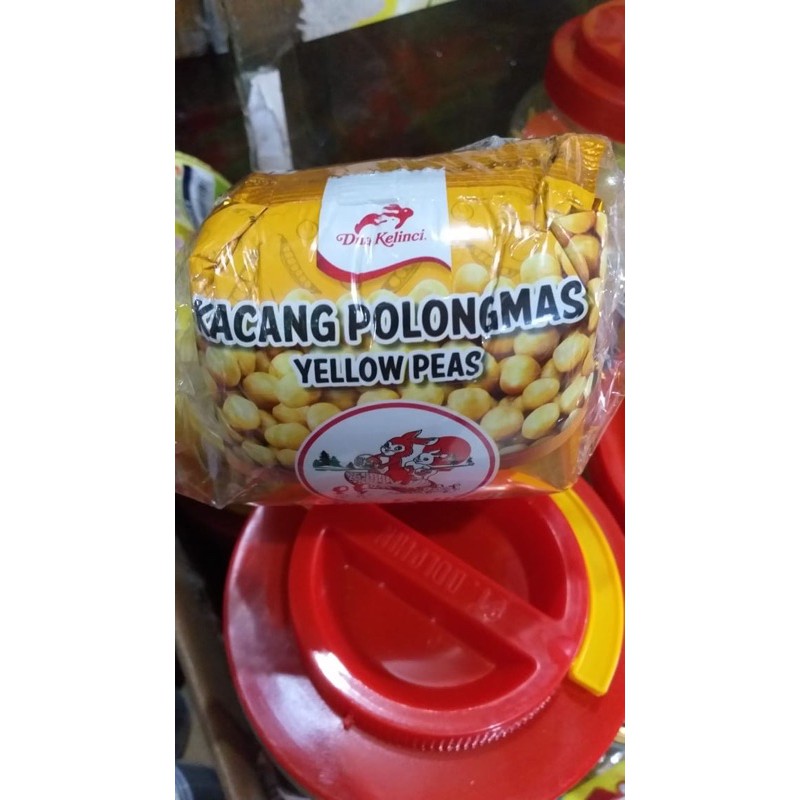 Dua Kelinci
KACANG POLONGMAS
YELLOW PEAS